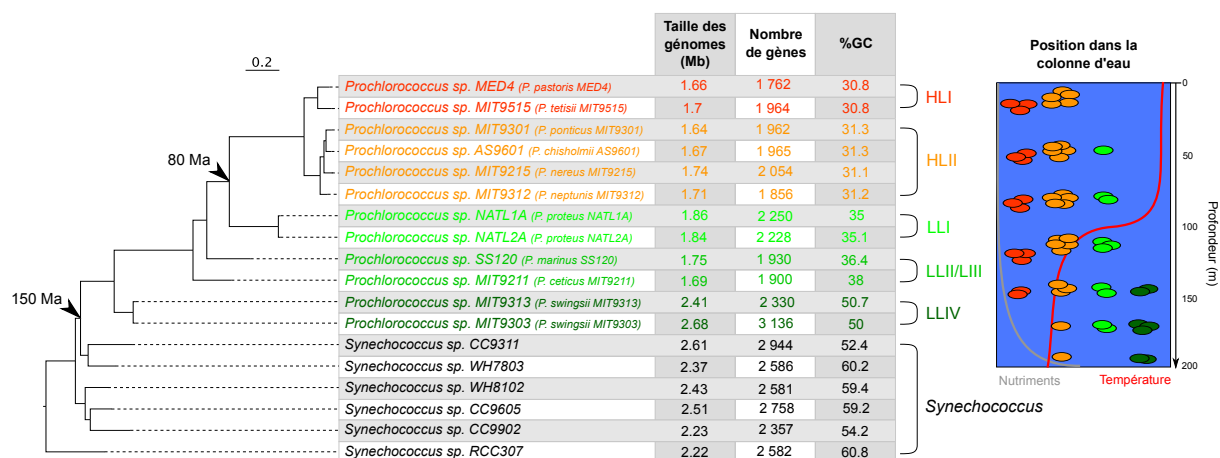 Taille des génomes (Mb) Nombre de gènes %GC
0.2
Prochlorococcus sp. MED4 (P. pastoris MED4) 1.66 1 762 30.8
Prochlorococcus sp. MIT9515 (P. tetisii MIT9515) 1.7 1 964 30.8
HLI
Prochlorococcus sp. MIT9301 (P. ponticus MIT9301) 1.64 1 962 31.3
Prochlorococcus sp. AS9601 (P. chisholmii AS9601) 1.67 1 965 31.3
Prochlorococcus sp. MIT9215 (P. nereus MIT9215) 1.74 2 054 31.1
Prochlorococcus sp. MIT9312 (P. neptunis MIT9312) 1.71 1 856 31.2
HLII
80 Ma
Prochlorococcus sp. NATL1A (P. proteus NATL1A) 1.86 2 250 35
Prochlorococcus sp. NATL2A (P. proteus NATL2A) 1.84 2 228 35.1
LLI
Prochlorococcus sp. SS120 (P. marinus SS120) 1.75 1 930 36.4
Prochlorococcus sp. MIT9211 (P. ceticus MIT9211) 1.69 1 900 38
LLII/LIII
150 Ma
Prochlorococcus sp. MIT9313 (P. swingsii MIT9313) 2.41 2 330 50.7
Prochlorococcus sp. MIT9303 (P. swingsii MIT9303) 2.68 3 136 50
LLIV
Synechococcus sp. CC9311 2.61 2 944 52.4
Synechococcus sp. WH7803 2.37 2 586 60.2
Synechococcus sp. WH8102 2.43 2 581 59.4
Synechococcus sp. CC9605 2.51 2 758 59.2
Synechococcus sp. CC9902 2.23 2 357 54.2
Synechococcus sp. RCC307 2.22 2 582 60.8
Synechococcus
Position dans la
colonne d'eau
0
50
100
150
200
Profondeur (m)
Nutriments Température